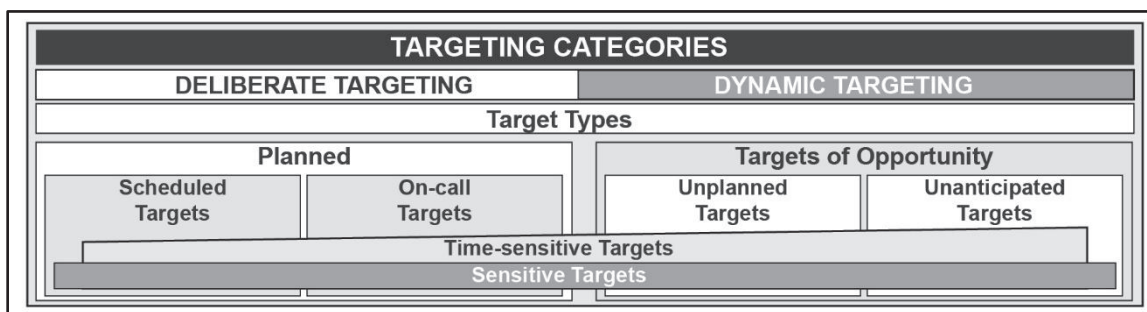 TARGETING CATEGORIES
DELIBERATE TARGETING
DYNAMIC TARGETING
Target Types
Planned
Targets of Opportunity
Scheduled
Targets
On-call
Targets
Unplanned
Targets
Unanticipated
Targets
Time-sensitive Targets
Sensitive Targets